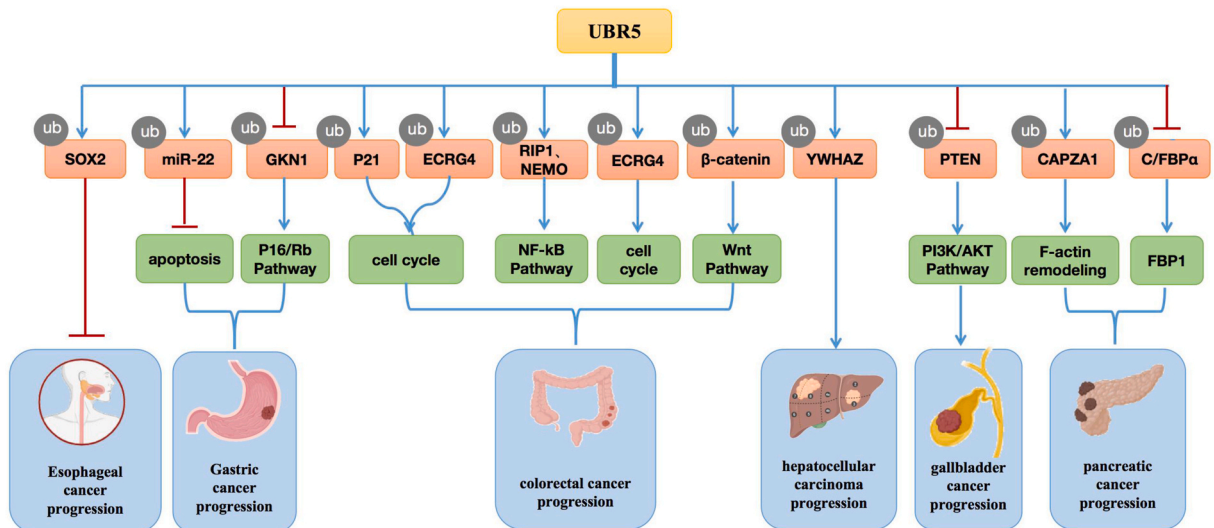 UBR5
ub
ub
ub
ub
ub
ub
ub
ub
ub
ub
ub
ub
SOX2
miR-22
GKN1
P21
ECRG4
RIP1、
NEMO
ECRG4
β-catenin
YWHAZ
PTEN
CAPZA1
C/FBPα
apoptosis
P16/Rb
Pathway
cell cycle
NF-kB
Pathway
cell
cycle
Wnt
Pathway
PI3K/AKT
Pathway
F-actin
remodeling
FBP1
Esophageal
cancer
progression
Gastric
cancer
progression
colorectal cancer
progression
hepatocellular
carcinoma
progression
gallbladder
cancer
progression
pancreatic
cancer
progression